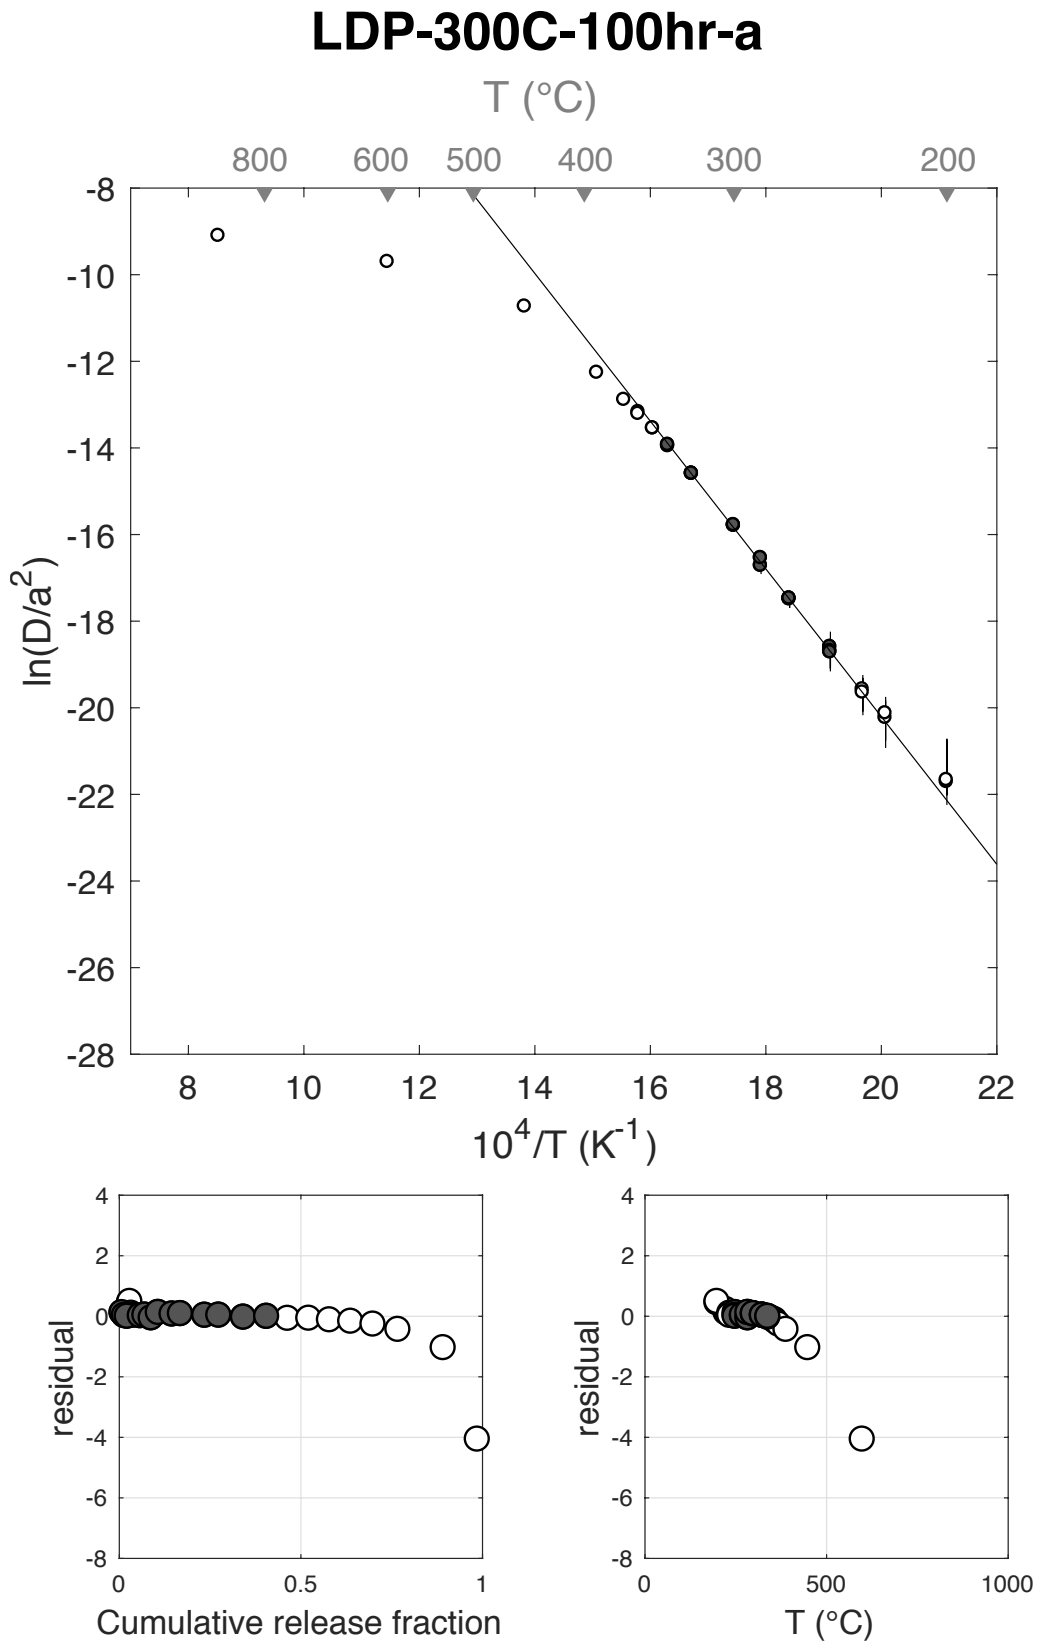 LDP-300C-100hr-a
T (°C)
800 600 500 400 300 200
-8
-10
-12
-14
-16
-18
-20
-22
-24
-26
-28
ln(D/a²)
8 10 12 14 16 18 20 22
10⁴/T (K⁻¹)
4
2
0
-2
-4
-6
-8
residual
0 0.5 1
Cumulative release fraction
4
2
0
-2
-4
-6
-8
residual
0 500 1000
T (°C)